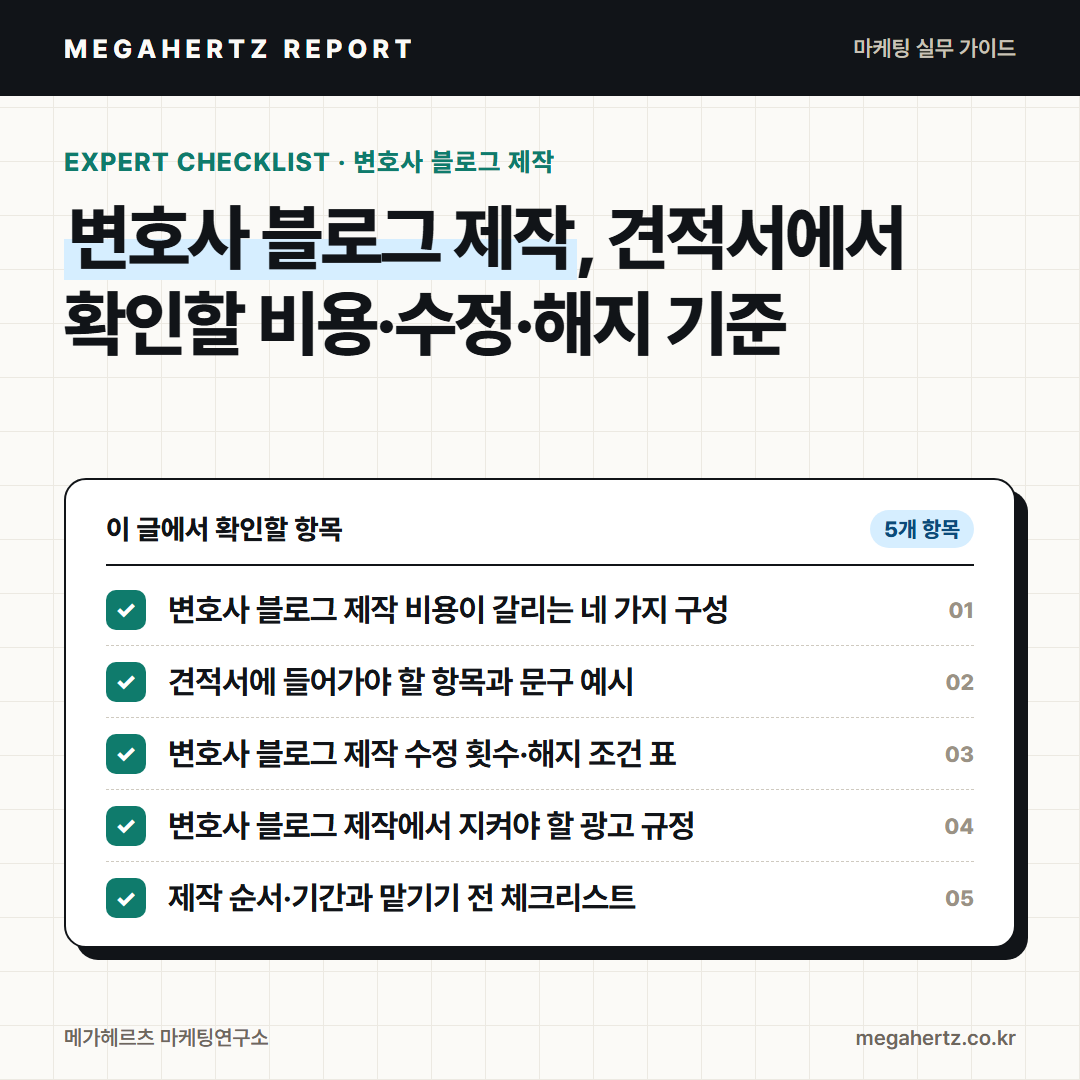 MEGAHERTZ REPORT
마케팅 실무 가이드
EXPERT CHECKLIST · 변호사 블로그 제작
변호사 블로그 제작, 견적서에서
확인할 비용·수정·해지 기준
이 글에서 확인할 항목
5개 항목
변호사 블로그 제작 비용이 갈리는 네 가지 구성
01
견적서에 들어가야 할 항목과 문구 예시
02
변호사 블로그 제작 수정 횟수·해지 조건 표
03
변호사 블로그 제작에서 지켜야 할 광고 규정
04
제작 순서·기간과 맡기기 전 체크리스트
05
메가헤르츠 마케팅연구소
megahertz.co.kr